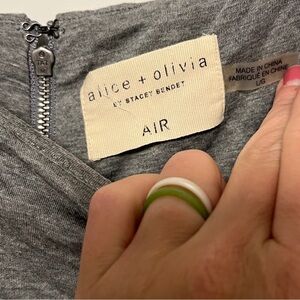 alice + olivia
BY STACEY BENDET
AIR
MADE IN CHINA
FABRIQUÉ EN CHINE
L/G